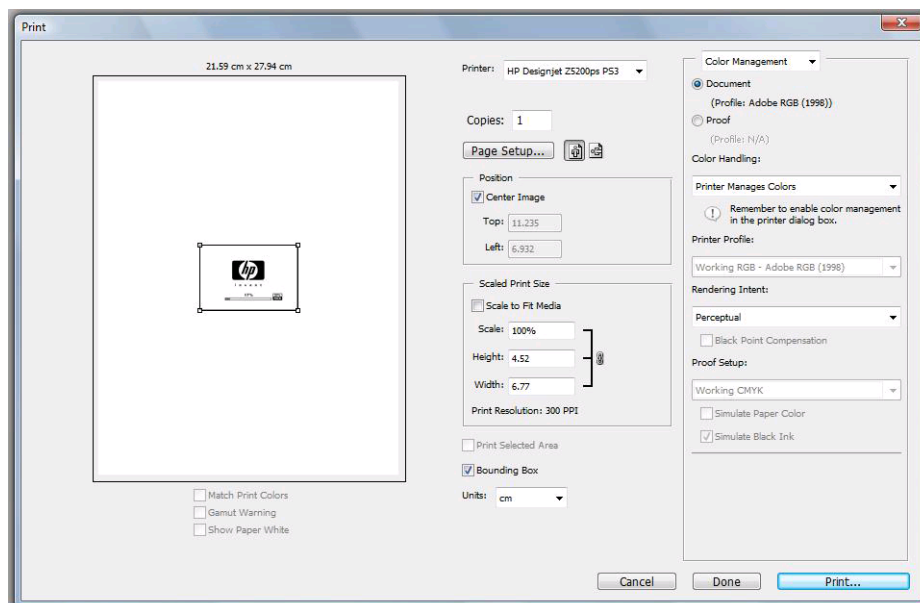 Print
21.59 cm x 27.94 cm
hp
invent
Match Print Colors
Gamut Warning
Show Paper White
Printer: HP Designjet Z5200ps PS3
Copies: 1
Page Setup...
Position
Center Image
Top: 11.235
Left: 6.932
Scaled Print Size
Scale to Fit Media
Scale: 100%
Height: 4.52
Width: 6.77
Print Resolution: 300 PPI
Print Selected Area
Bounding Box
Units: cm
Color Management
Document
(Profile: Adobe RGB (1998))
Proof
(Profile: N/A)
Color Handling:
Printer Manages Colors
Remember to enable color management
in the printer dialog box.
Printer Profile:
Working RGB - Adobe RGB (1998)
Rendering Intent:
Perceptual
Black Point Compensation
Proof Setup:
Working CMYK
Simulate Paper Color
Simulate Black Ink
Cancel
Done
Print...